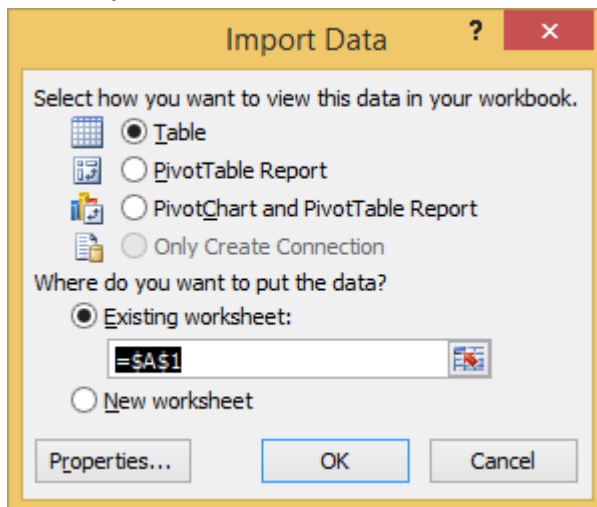 Import Data
?
×
Select how you want to view this data in your workbook.
Table
PivotTable Report
PivotChart and PivotTable Report
Only Create Connection
Where do you want to put the data?
Existing worksheet:
=$A$1
New worksheet
Properties... OK Cancel